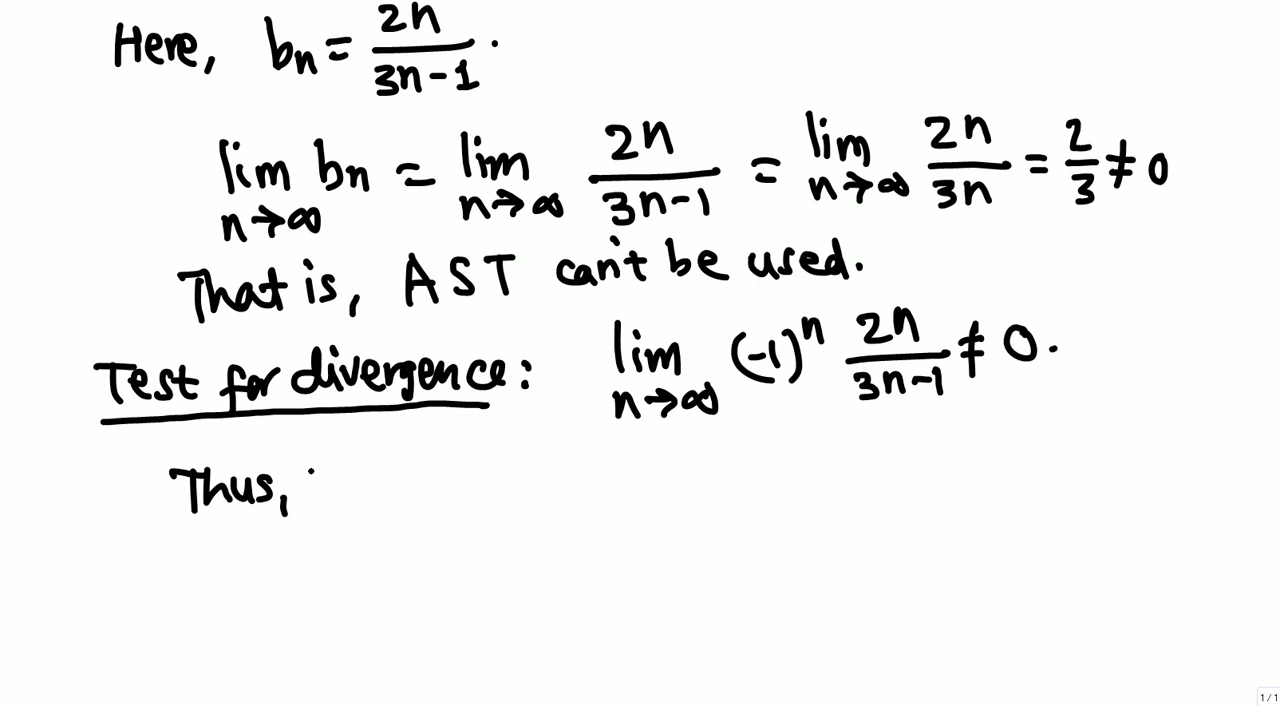 Here, bn = 2n/(3n-1).
lim n→∞ bn = lim n→∞ 2n/(3n-1) = lim n→∞ 2n/3n = 2/3 ≠ 0
That is, AST can't be used.
Test for divergence: lim n→∞ (-1)^n 2n/(3n-1) ≠ 0.
Thus,
1/1